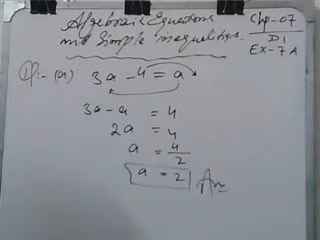 Algebraic Equations
and Simple inequalities.
Chp-07
D1
Ex-7A
Q1:- (a) 3a - 4 = a
3a - a = 4
2a = 4
a = 4/2
a = 2 Ans